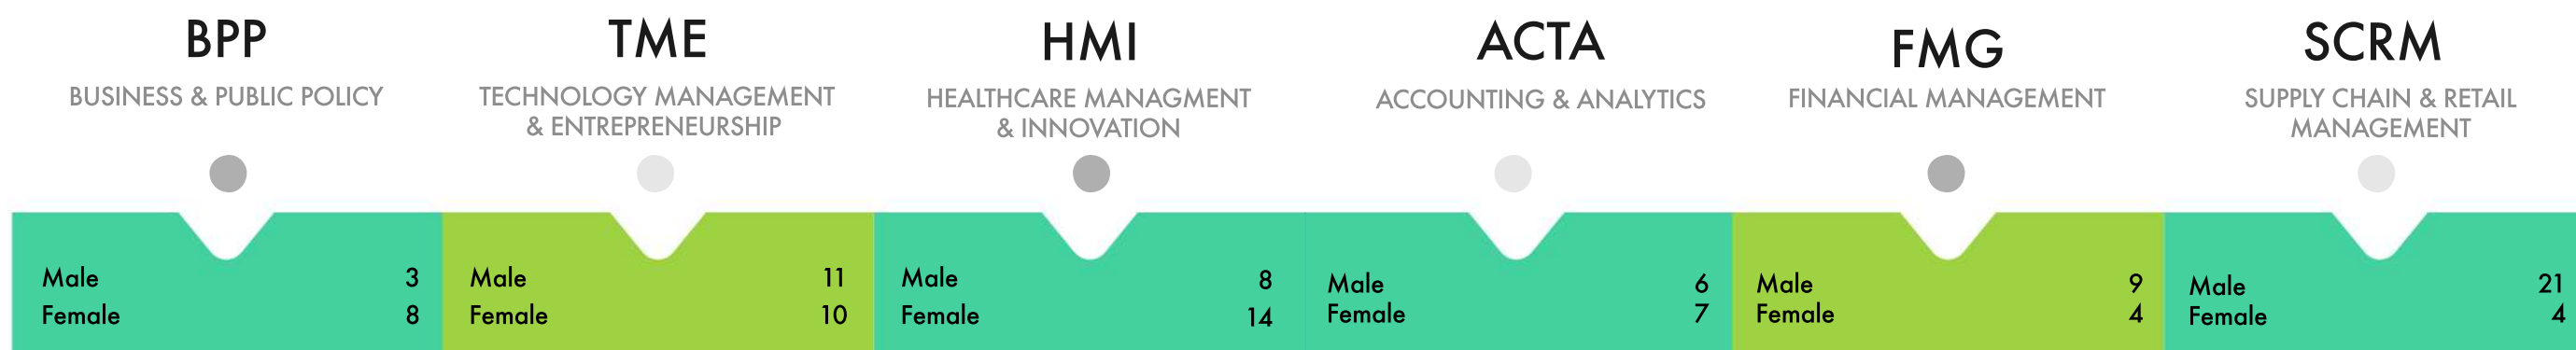 BPP
BUSINESS & PUBLIC POLICY
Male 3
Female 8
TME
TECHNOLOGY MANAGEMENT
& ENTREPRENEURSHIP
Male 11
Female 10
HMI
HEALTHCARE MANAGMENT
& INNOVATION
Male 8
Female 14
ACTA
ACCOUNTING & ANALYTICS
Male 6
Female 7
FMG
FINANCIAL MANAGEMENT
Male 9
Female 4
SCRM
SUPPLY CHAIN & RETAIL
MANAGEMENT
Male 21
Female 4